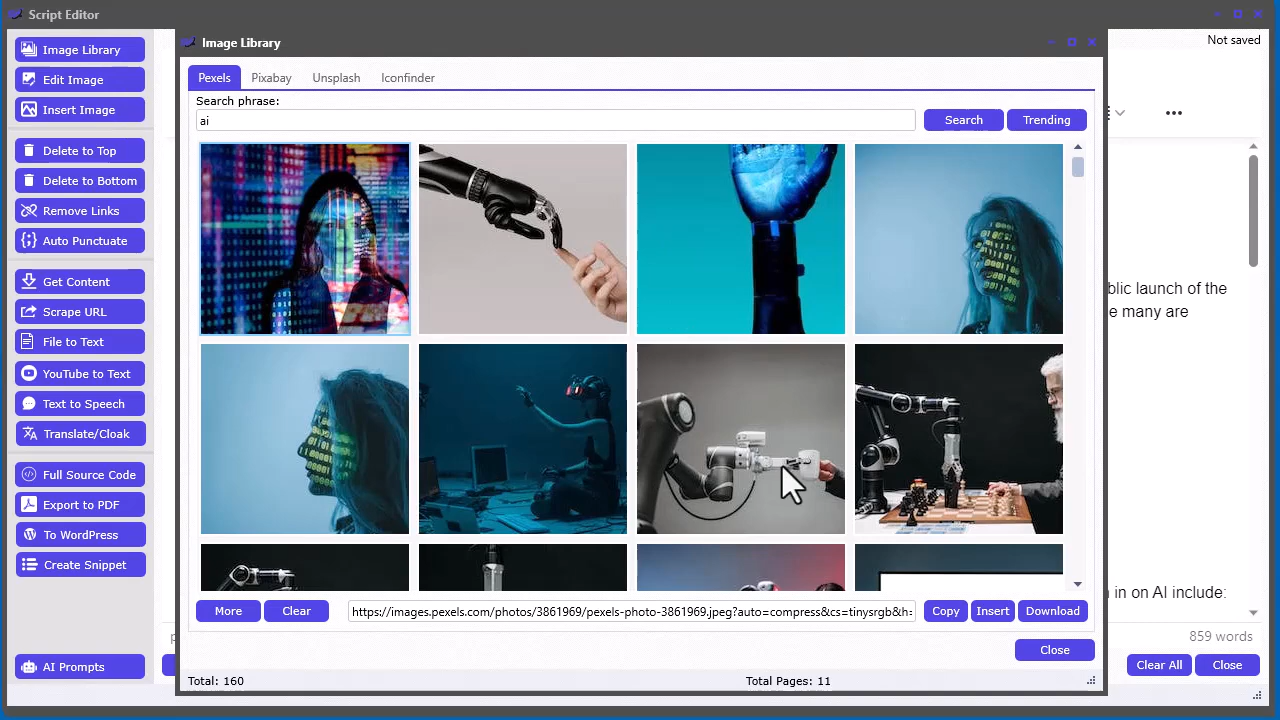 Script Editor
Image Library
Edit Image
Insert Image
Delete to Top
Delete to Bottom
Remove Links
Auto Punctuate
Get Content
Scrape URL
File to Text
YouTube to Text
Text to Speech
Translate/Cloak
Full Source Code
Export to PDF
To WordPress
Create Snippet
AI Prompts
Image Library
Pexels Pixabay Unsplash Iconfinder
Search phrase:
ai
Search Trending
More Clear https://images.pexels.com/photos/3861969/pexels-photo-3861969.jpeg?auto=compress&cs=tinysrgb&h= Copy Insert Download
Close
Total: 160 Total Pages: 11
Not saved
blic launch of the
e many are
in on AI include:
859 words
Clear All Close